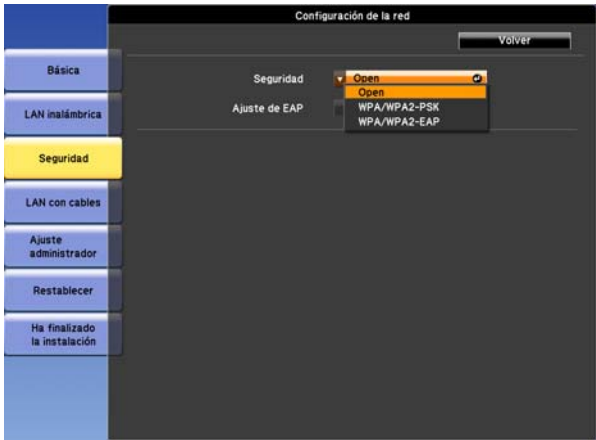 Configuración de la red
Volver
Básica
LAN inalámbrica
Seguridad
LAN con cables
Ajuste
administrador
Restablecer
Ha finalizado
la instalación
Seguridad
Open
Open
WPA/WPA2-PSK
WPA/WPA2-EAP
Ajuste de EAP